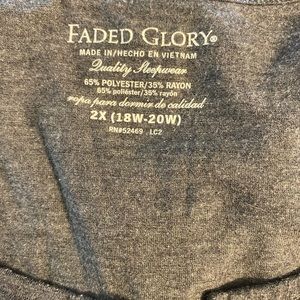 FADED GLORY®
MADE IN/HECHO EN VIETNAM
Quality Sleepwear
65% POLYESTER/35% RAYON
65% poliéster/35% rayón
ropa para dormir de calidad
2X (18W-20W)
RN#52469 LC2